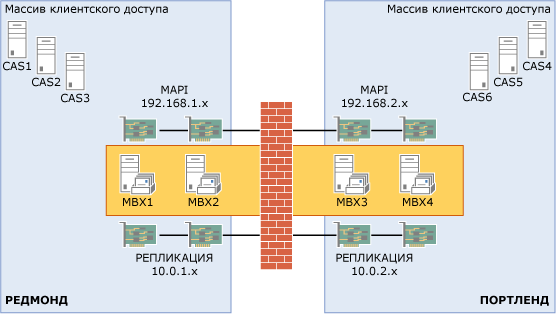 Массив клиентского доступа
CAS1
CAS2
CAS3
Массив клиентского доступа
CAS4
CAS5
CAS6
MAPI
192.168.1.x
MAPI
192.168.2.x
MBX1
MBX2
MBX3
MBX4
РЕПЛИКАЦИЯ
10.0.1.x
РЕПЛИКАЦИЯ
10.0.2.x
РЕДМОНД
ПОРТЛЕНД